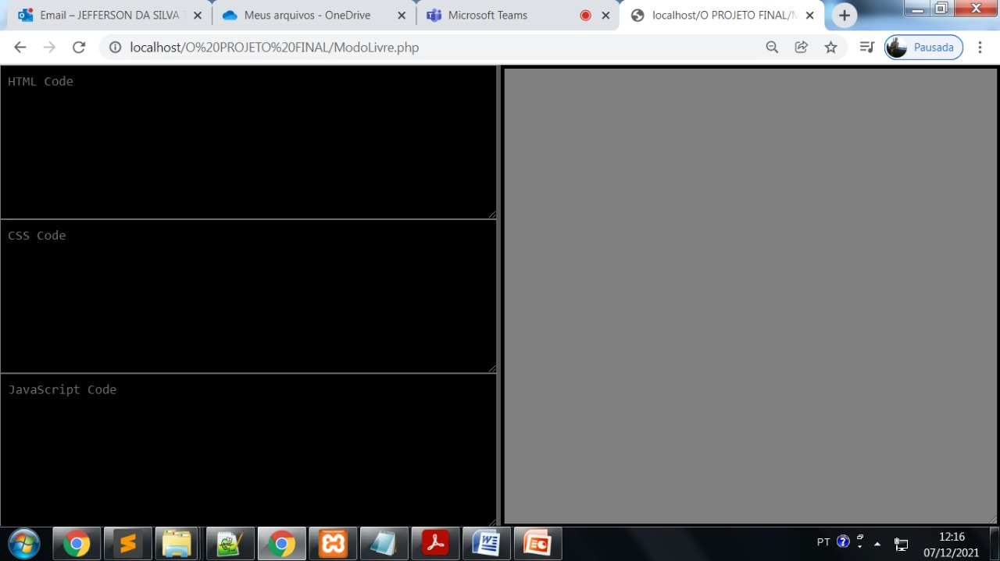 Email – JEFFERSON DA SILVA
Meus arquivos - OneDrive
Microsoft Teams
localhost/O PROJETO FINAL/
localhost/O%20PROJETO%20FINAL/ModoLivre.php
Pausada
HTML Code
CSS Code
JavaScript Code
PT
12:16
07/12/2021